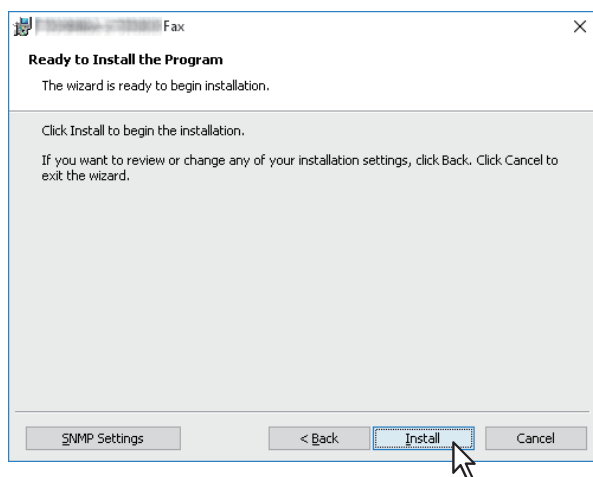 Fax
Ready to Install the Program
The wizard is ready to begin installation.
Click Install to begin the installation.
If you want to review or change any of your installation settings, click Back. Click Cancel to
exit the wizard.
SNMP Settings
< Back
Install
Cancel